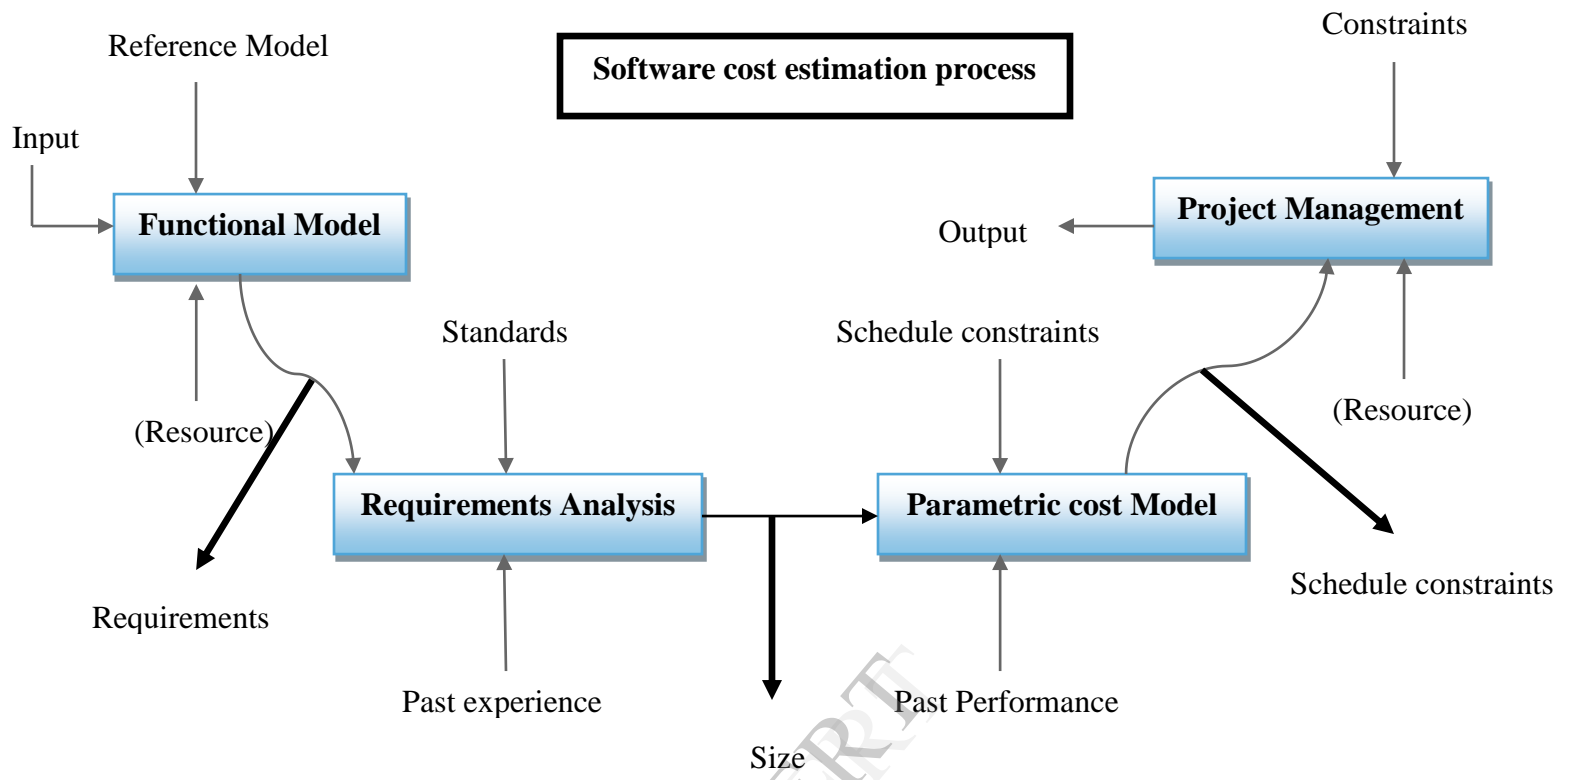 Reference Model
Software cost estimation process
Constraints
Input
Functional Model
Project Management
Output
Standards
Schedule constraints
(Resource)
(Resource)
Requirements Analysis
Parametric cost Model
Schedule constraints
Requirements
Past experience
Past Performance
Size
ERT